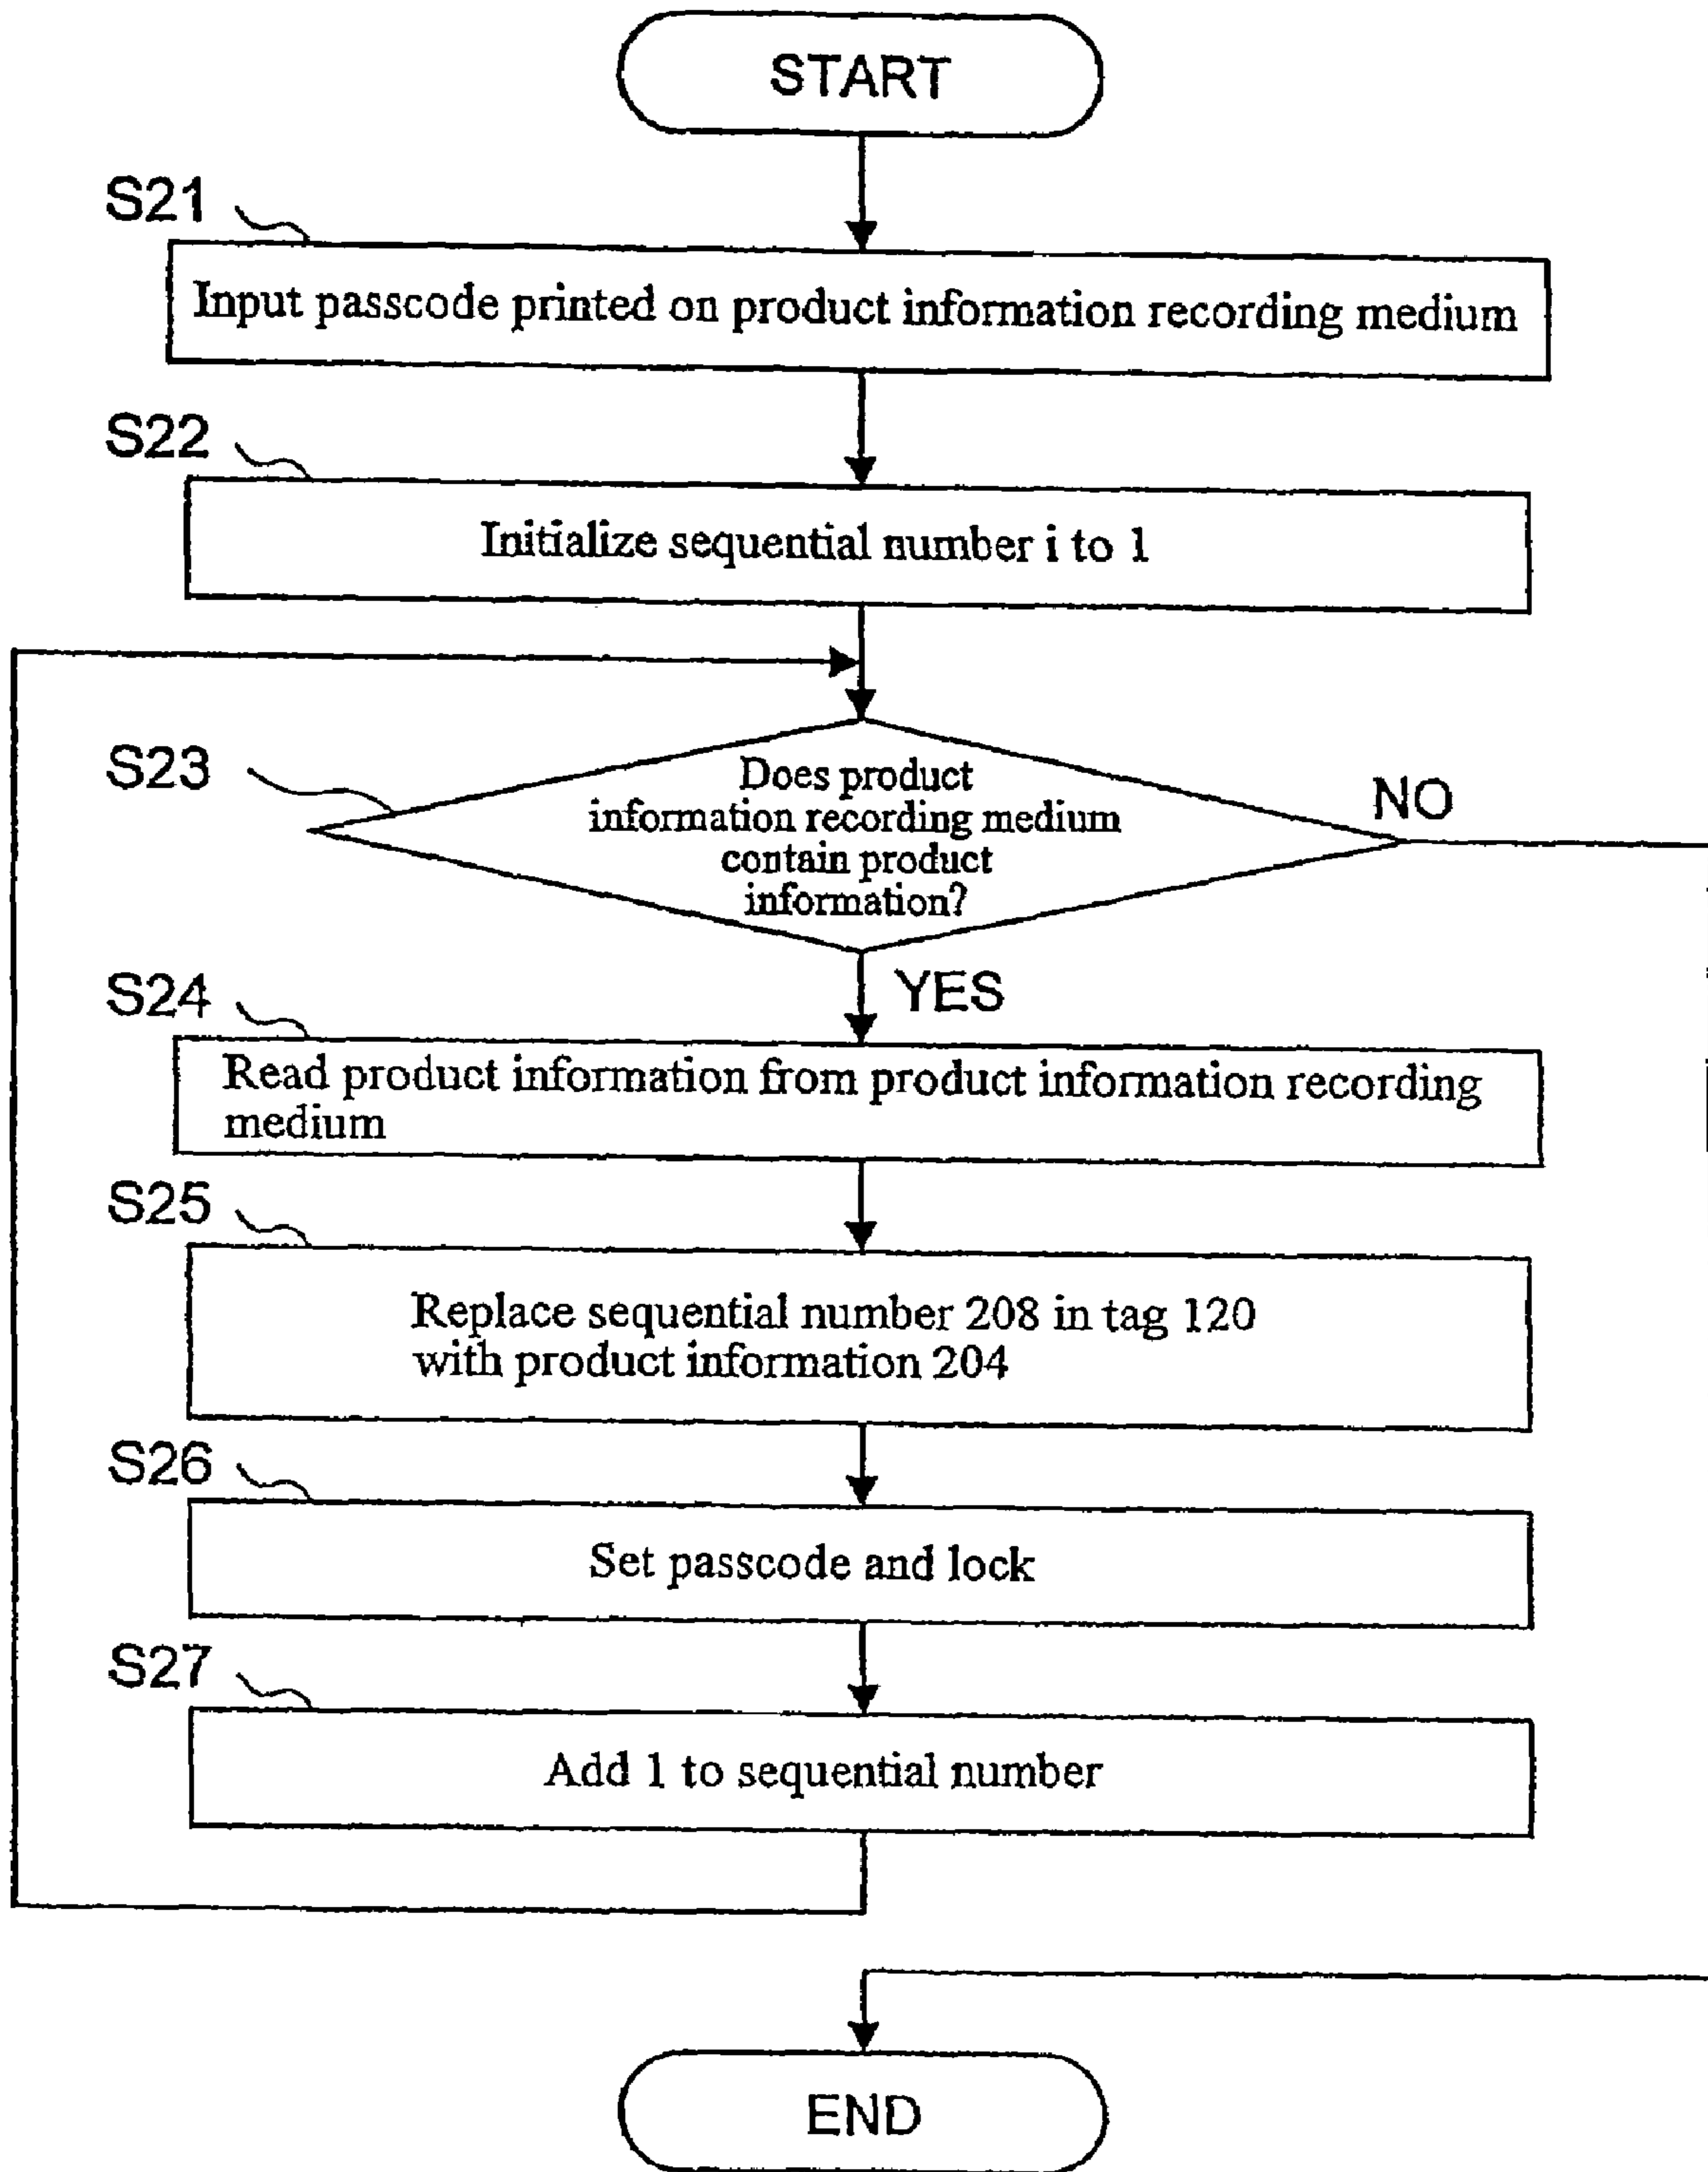 START
S21
Input passcode printed on product information recording medium
S22
Initialize sequential number i to 1
S23
Does product
information recording medium
contain product
information?
NO
YES
S24
Read product information from product information recording
medium
S25
Replace sequential number 208 in tag 120
with product information 204
S26
Set passcode and lock
S27
Add 1 to sequential number
END